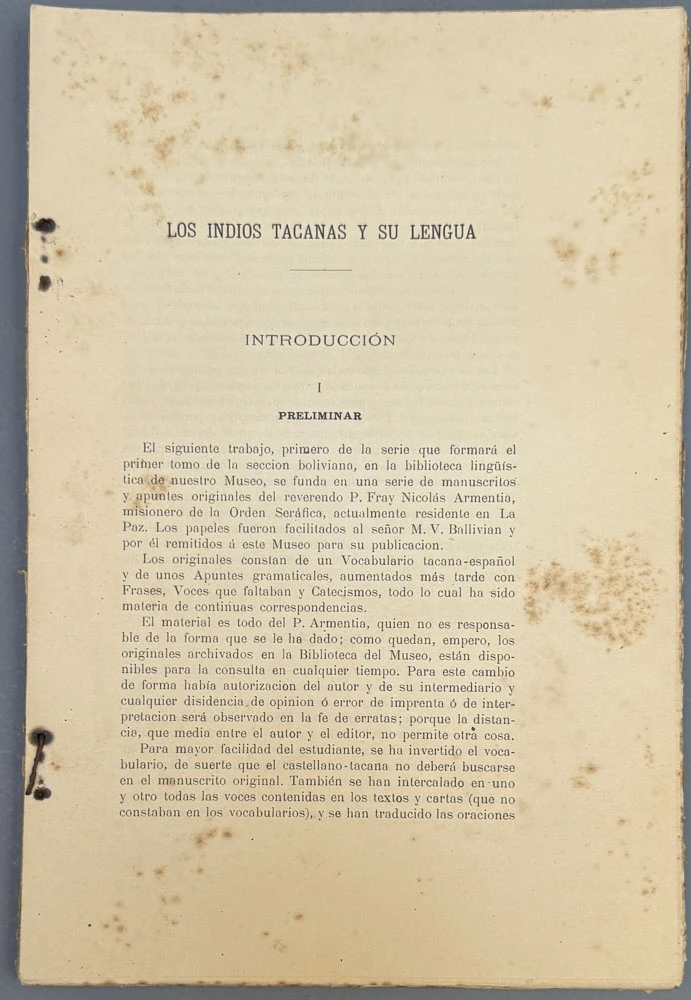 LOS INDIOS TACANAS Y SU LENGUA
INTRODUCCIÓN
I
PRELIMINAR
El siguiente trabajo, primero de la serie que formará el
primer tomo de la seccion boliviana, en la biblioteca lingüís-
tica de nuestro Museo, se funda en una serie de manuscritos
y apuntes originales del reverendo P. Fray Nicolás Armentia,
misionero de la Orden Seráfica, actualmente residente en La
Paz. Los papeles fueron facilitados al señor M. V. Ballivian y
por él remitidos á este Museo para su publicacion.
Los originales constan de un Vocabulario tacana-español
y de unos Apuntes gramaticales, aumentados más tarde con
Frases, Voces que faltaban y Catecismos, todo lo cual ha sido
materia de continuas correspondencias.
El material es todo del P. Armentia, quien no es responsa-
ble de la forma que se le ha dado; como quedan, empero, los
originales archivados en la Biblioteca del Museo, están dispo-
nibles para la consulta en cualquier tiempo. Para este cambio
de forma había autorizacion del autor y de su intermediario y
cualquier disidencia de opinion ó error de imprenta ó de inter-
pretacion será observado en la fe de erratas; porque la distan-
cia, que media entre el autor y el editor, no permite otra cosa.
Para mayor facilidad del estudiante, se ha invertido el voca-
bulario, de suerte que el castellano-tacana no deberá buscarse
en el manuscrito original. También se han intercalado en uno
y otro todas las voces contenidas en los textos y cartas (que no
constaban en los vocabularios), y se han traducido las oraciones